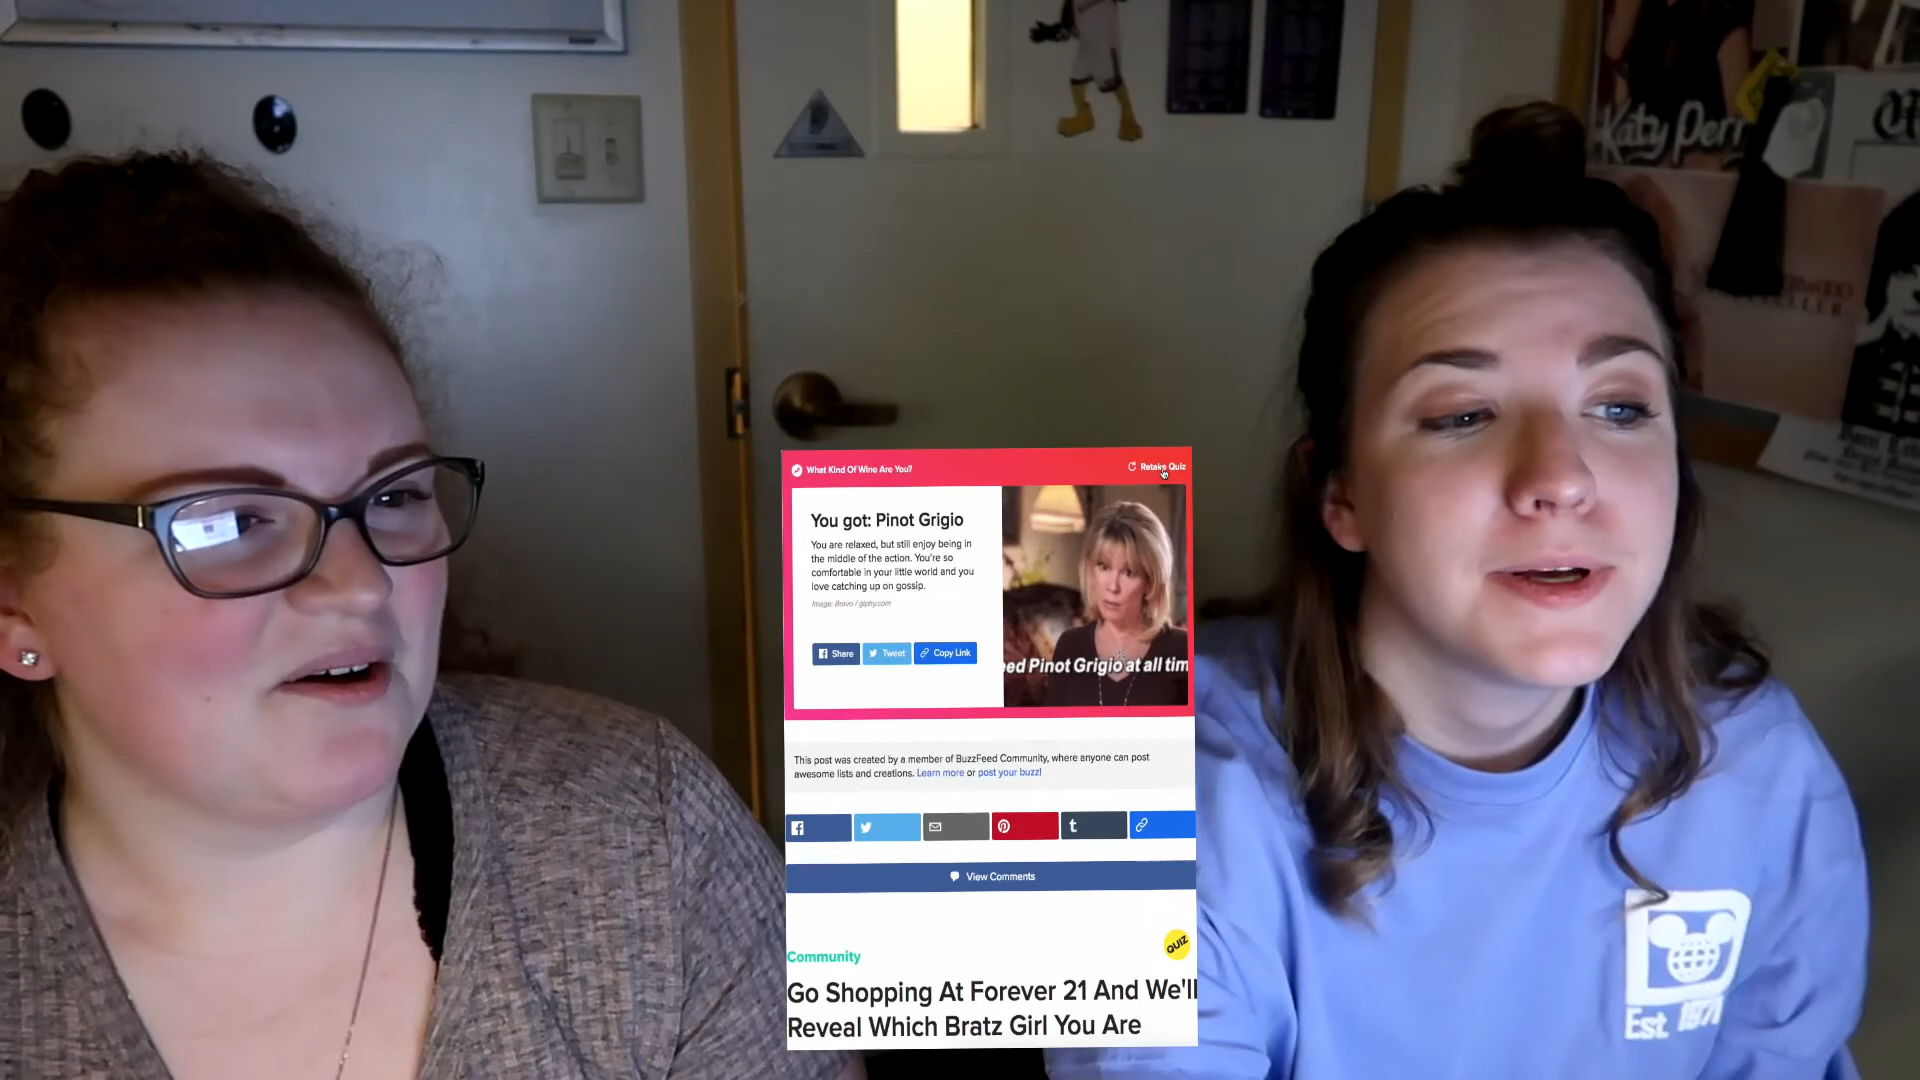 Katy Perr
What Kind Of Wine Are You?
Retake Quiz
You got: Pinot Grigio
You are relaxed, but still enjoy being in
the middle of the action. You're so
comfortable in your little world and you
love catching up on gossip.
Image: Bravo / giphy.com
Share
Tweet
Copy Link
eed Pinot Grigio at all tim
This post was created by a member of BuzzFeed Community, where anyone can post
awesome lists and creations. Learn more or post your buzz!
View Comments
QUIZ
Community
Go Shopping At Forever 21 And We'll
Reveal Which Bratz Girl You Are
Est. 1971